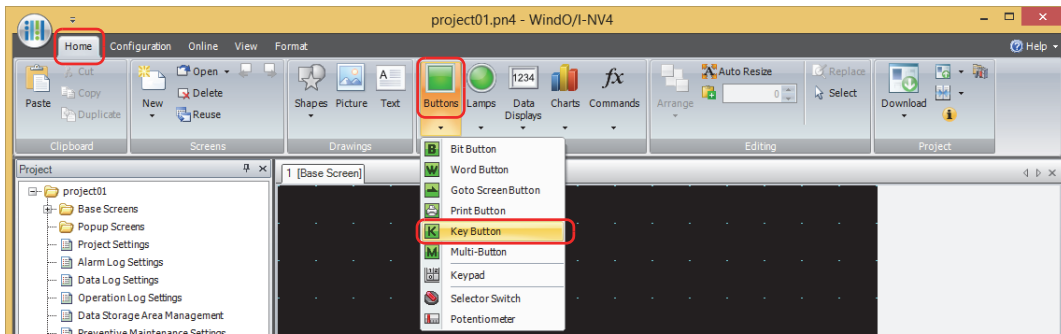 project01.pn4 - WindO/I-NV4
Home Configuration Online View Format Help
Paste Cut Copy Duplicate
New Open Delete Reuse
Shapes Picture Text
Buttons Lamps Data Displays Charts Commands
1234
fx
Arrange Auto Resize 0 Replace Select
Download
Clipboard Screens Drawings Editing Project
Project
1 [Base Screen]
project01
Base Screens
Popup Screens
Project Settings
Alarm Log Settings
Data Log Settings
Operation Log Settings
Data Storage Area Management
Preventive Maintenance Settings
B Bit Button
W Word Button
Goto Screen Button
Print Button
K Key Button
M Multi-Button
Keypad
Selector Switch
Potentiometer